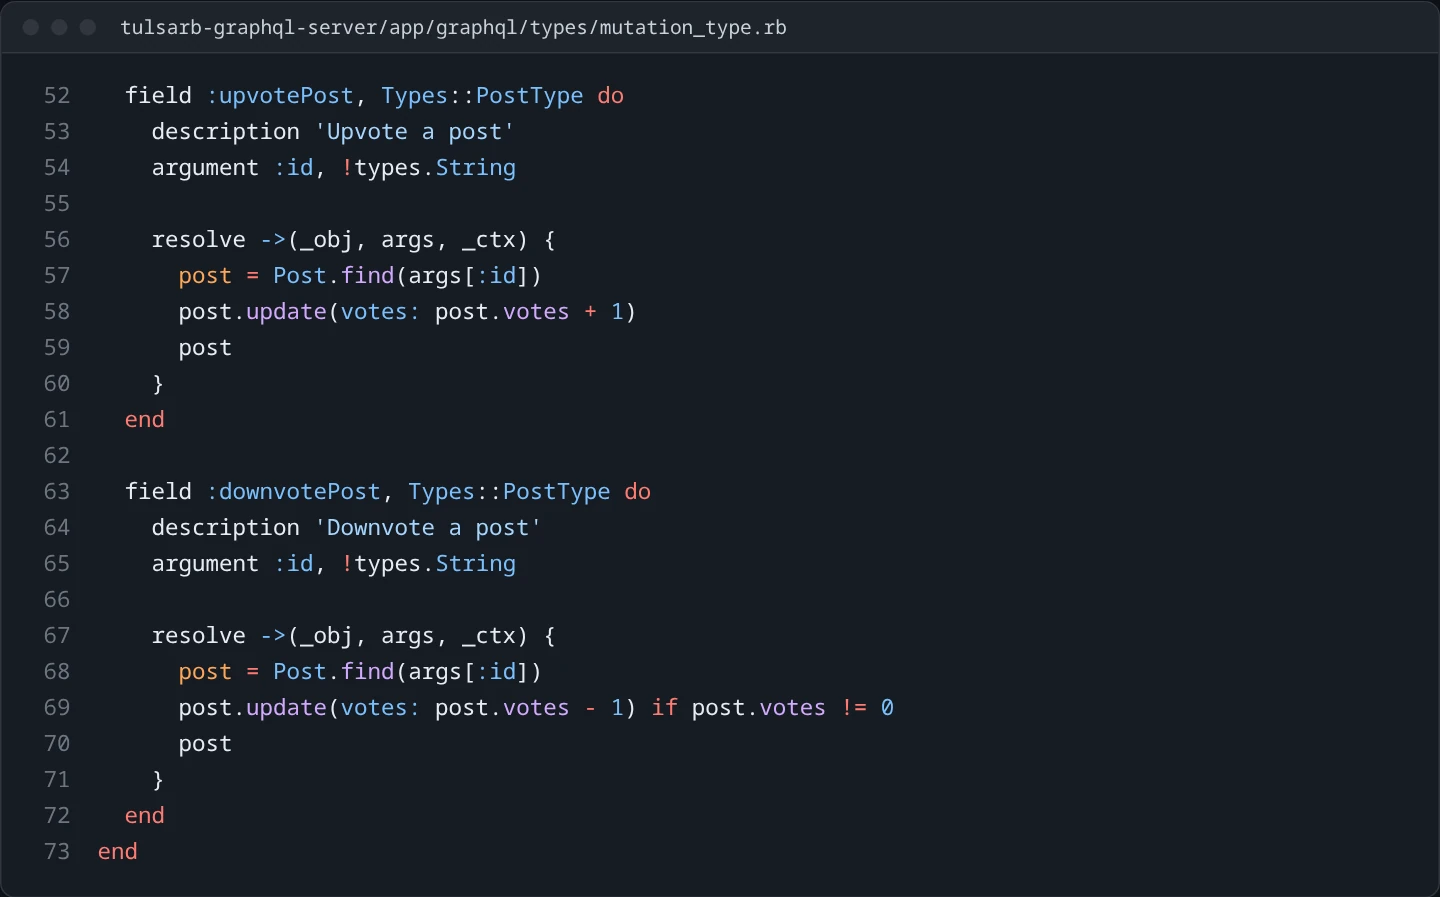 tulsarb-graphql-server/app/graphql/types/mutation_type.rb
52 field :upvotePost, Types::PostType do
53 description 'Upvote a post'
54 argument :id, !types.String
55
56 resolve ->(_obj, args, _ctx) {
57 post = Post.find(args[:id])
58 post.update(votes: post.votes + 1)
59 post
60 }
61 end
62
63 field :downvotePost, Types::PostType do
64 description 'Downvote a post'
65 argument :id, !types.String
66
67 resolve ->(_obj, args, _ctx) {
68 post = Post.find(args[:id])
69 post.update(votes: post.votes - 1) if post.votes != 0
70 post
71 }
72 end
73 end